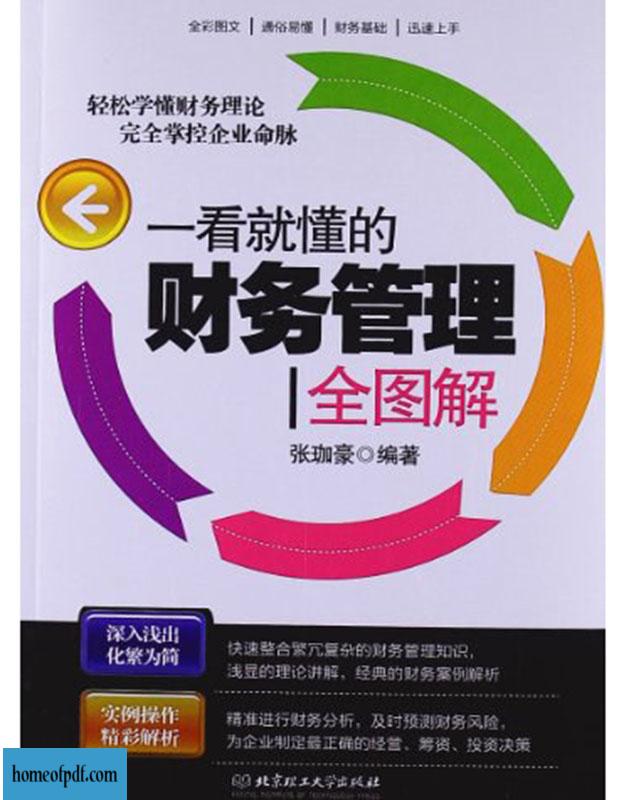 全彩图文 | 通俗易懂 | 财务基础 | 迅速上手
轻松学懂财务理论
完全掌控企业命脉
一看就懂的
财务管理
全图解
张珈豪◎编著
深入浅出
化繁为简
快速整合繁冗复杂的财务管理知识,
浅显的理论讲解、经典的财务案例解析
实例操作
精彩解析
精准进行财务分析,及时预测财务风险,
为企业制定最正确的经营、筹资、投资决策
homeofpdf.com
北京理工大学出版社